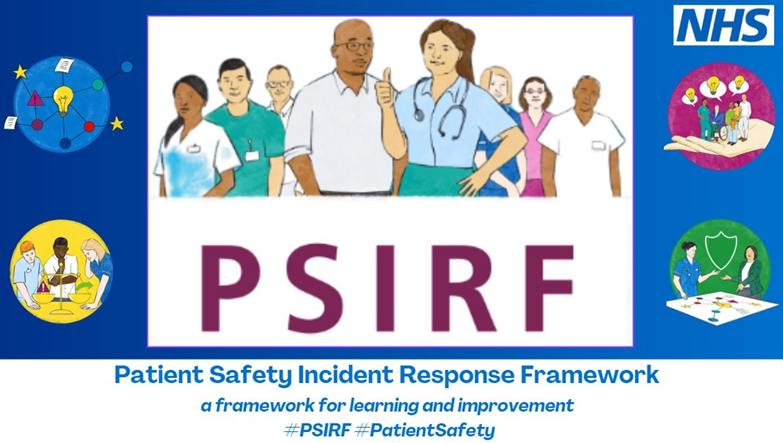 NHS
PSIRF
Patient Safety Incident Response Framework
a framework for learning and improvement
#PSIRF #PatientSafety